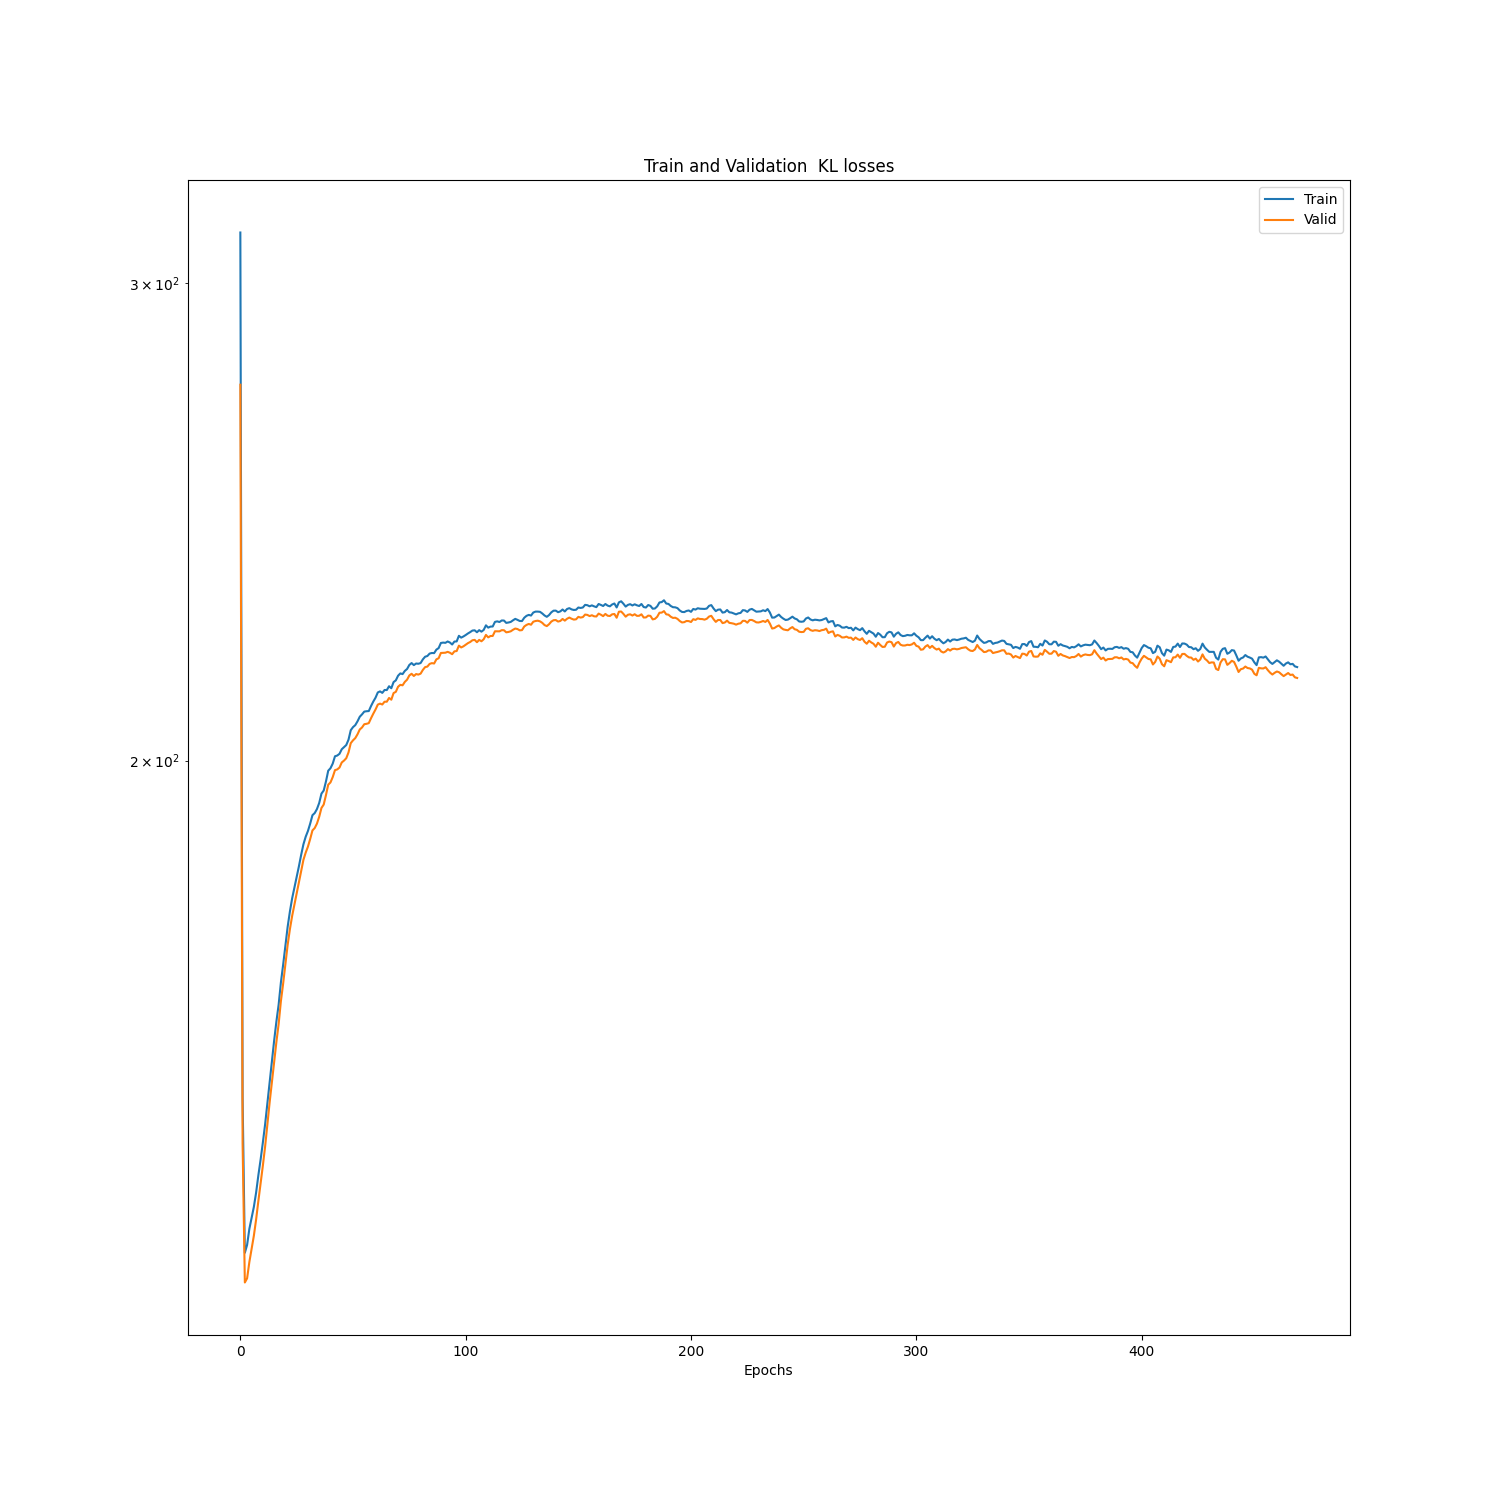 Train and Validation  KL losses
Train
Valid
3 × 10²
2 × 10²
0 100 200 300 400
Epochs